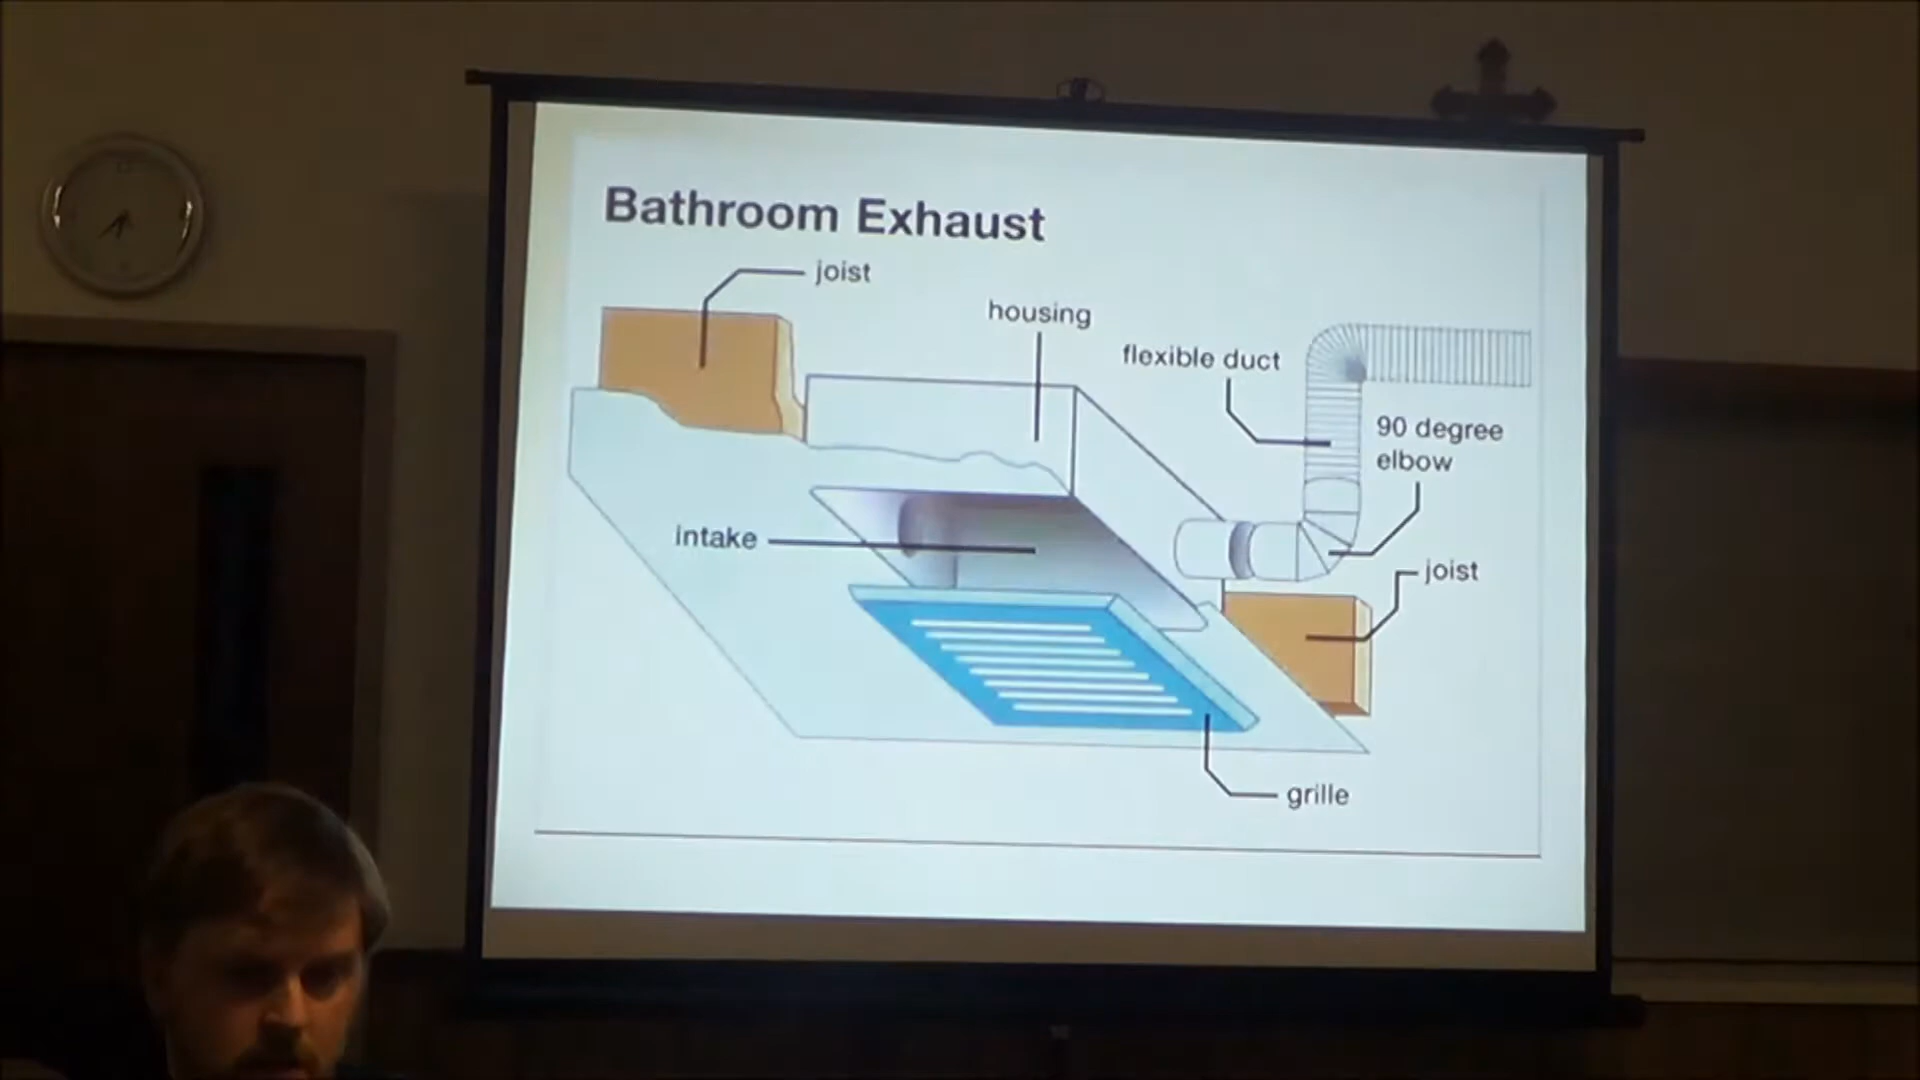 Bathroom Exhaust
joist
housing
flexible duct
90 degree
elbow
intake
joist
grille